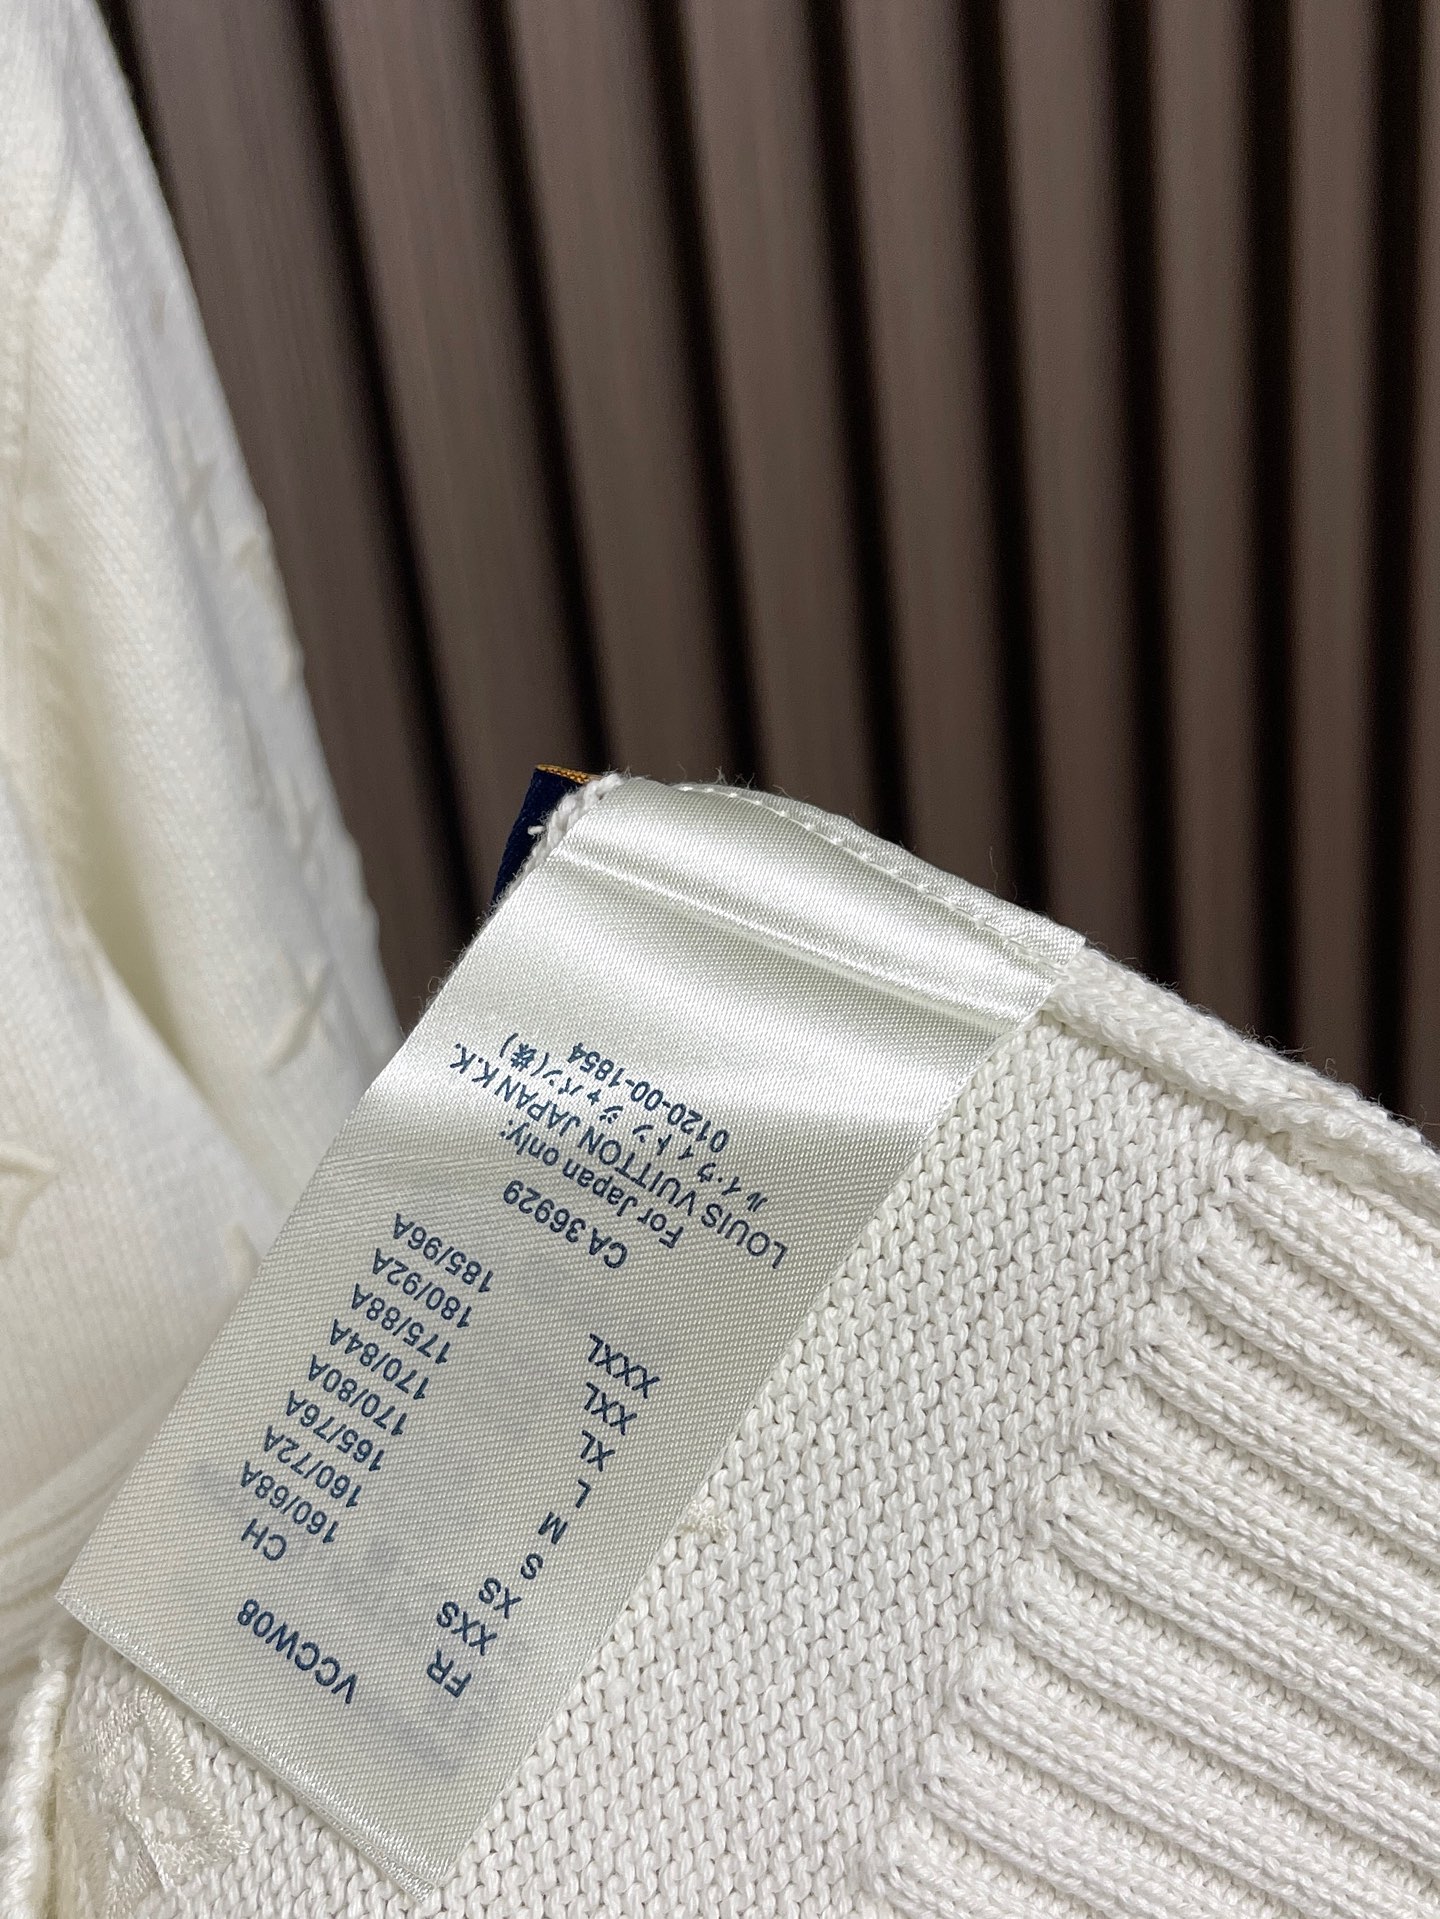 VCCW08
FR CH
XXS 160/68A
XS 160/72A
S 165/76A
M 170/80A
L 170/84A
XL 175/88A
XXL 180/92A
XXXL 185/96A
CA 36929
For Japan only:
LOUIS VUITTON JAPAN K.K.
ルイ・ヴィトン ジャパン(株)
0120-00-1854